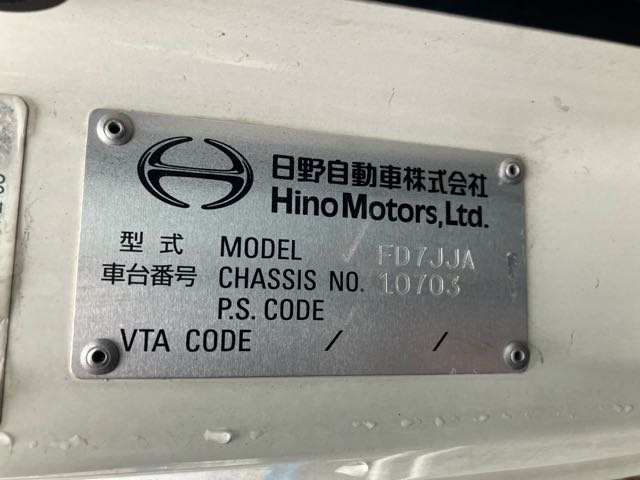 日野自動車株式会社
Hino Motors, Ltd.
型式 MODEL FD7JJA
車台番号 CHASSIS NO. 10703
P.S. CODE
VTA CODE / /